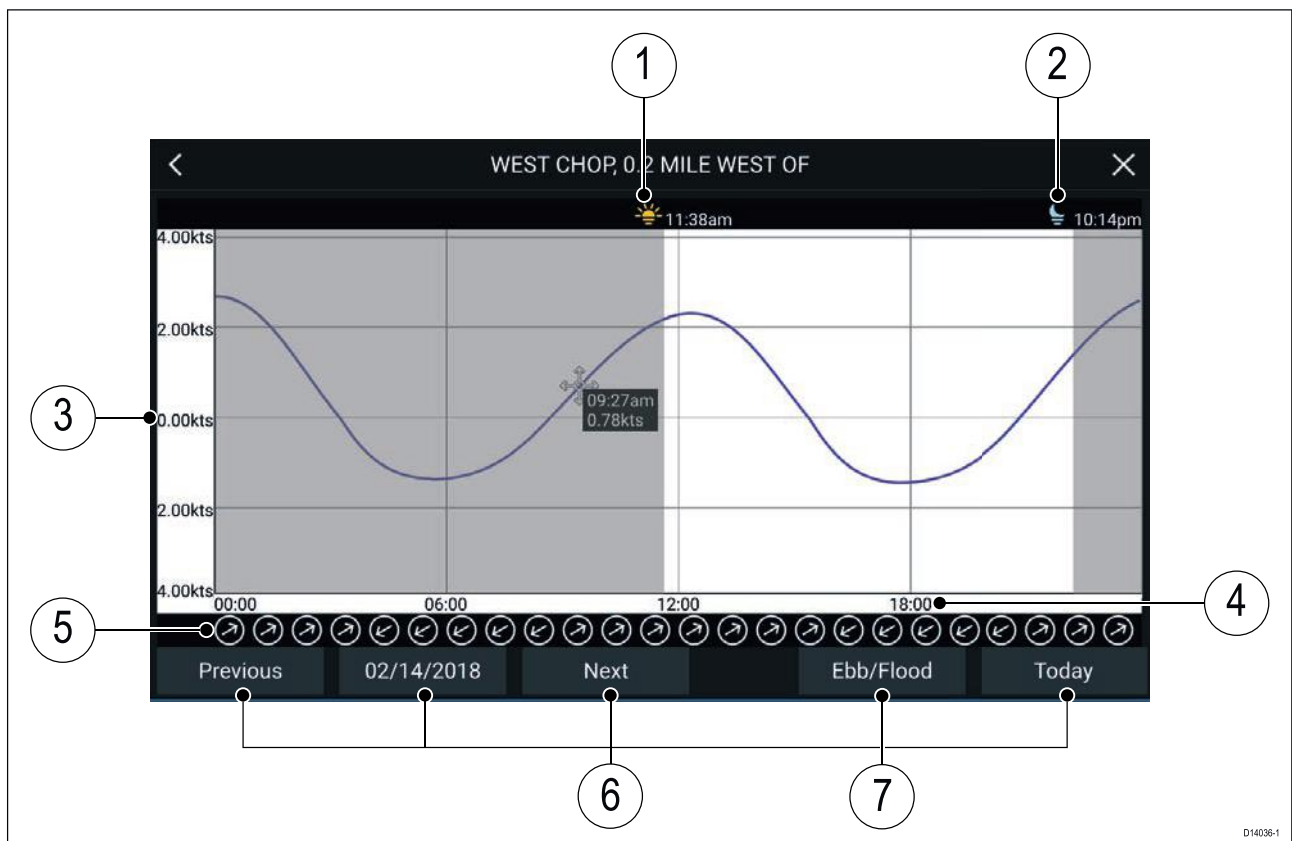 1
2
WEST CHOP, 0.2 MILE WEST OF
11:38am
10:14pm
4.00kts
2.00kts
09:27am
0.78kts
3
0.00kts
2.00kts
4.00kts
00:00
06:00
12:00
18:00
4
5
Previous
02/14/2018
Next
Ebb/Flood
Today
6
7
D14036-1